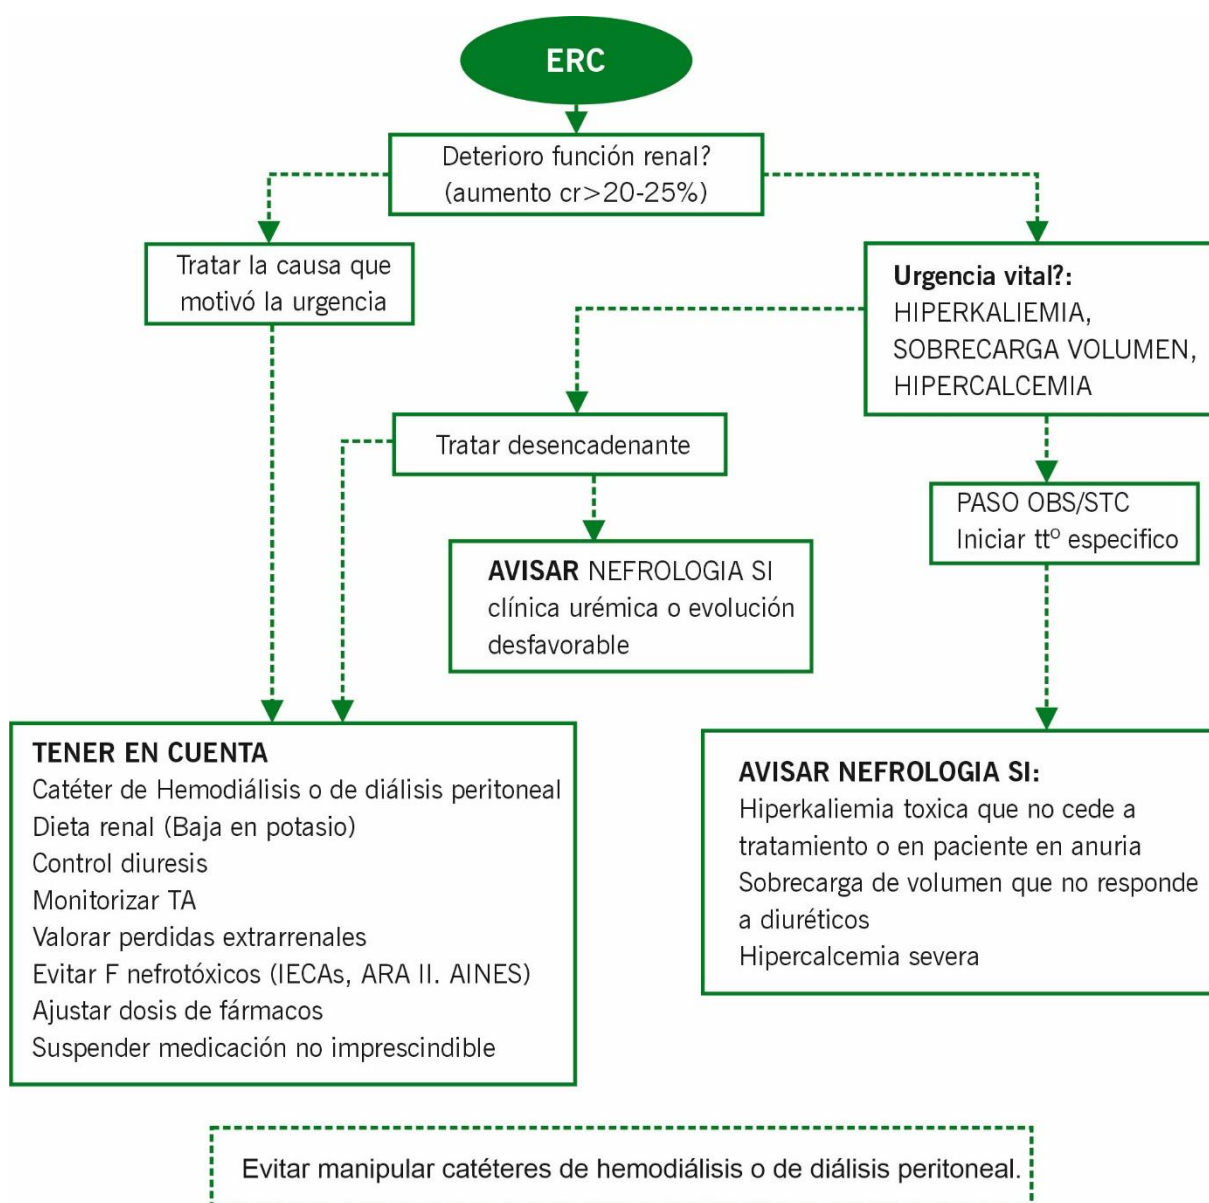 ERC
Deterioro función renal?
(aumento cr>20-25%)
Tratar la causa que
motivó la urgencia
Urgencia vital?:
HIPERKALIEMIA,
SOBRECARGA VOLUMEN,
HIPERCALCEMIA
Tratar desencadenante
PASO OBS/STC
Iniciar ttº especifico
AVISAR NEFROLOGIA SI
clínica urémica o evolución
desfavorable
TENER EN CUENTA
Catéter de Hemodiálisis o de diálisis peritoneal
Dieta renal (Baja en potasio)
Control diuresis
Monitorizar TA
Valorar perdidas extrarrenales
Evitar F nefrotóxicos (IECAs, ARA II. AINES)
Ajustar dosis de fármacos
Suspender medicación no imprescindible
AVISAR NEFROLOGIA SI:
Hiperkaliemia toxica que no cede a
tratamiento o en paciente en anuria
Sobrecarga de volumen que no responde
a diuréticos
Hipercalcemia severa
Evitar manipular catéteres de hemodiálisis o de diálisis peritoneal.